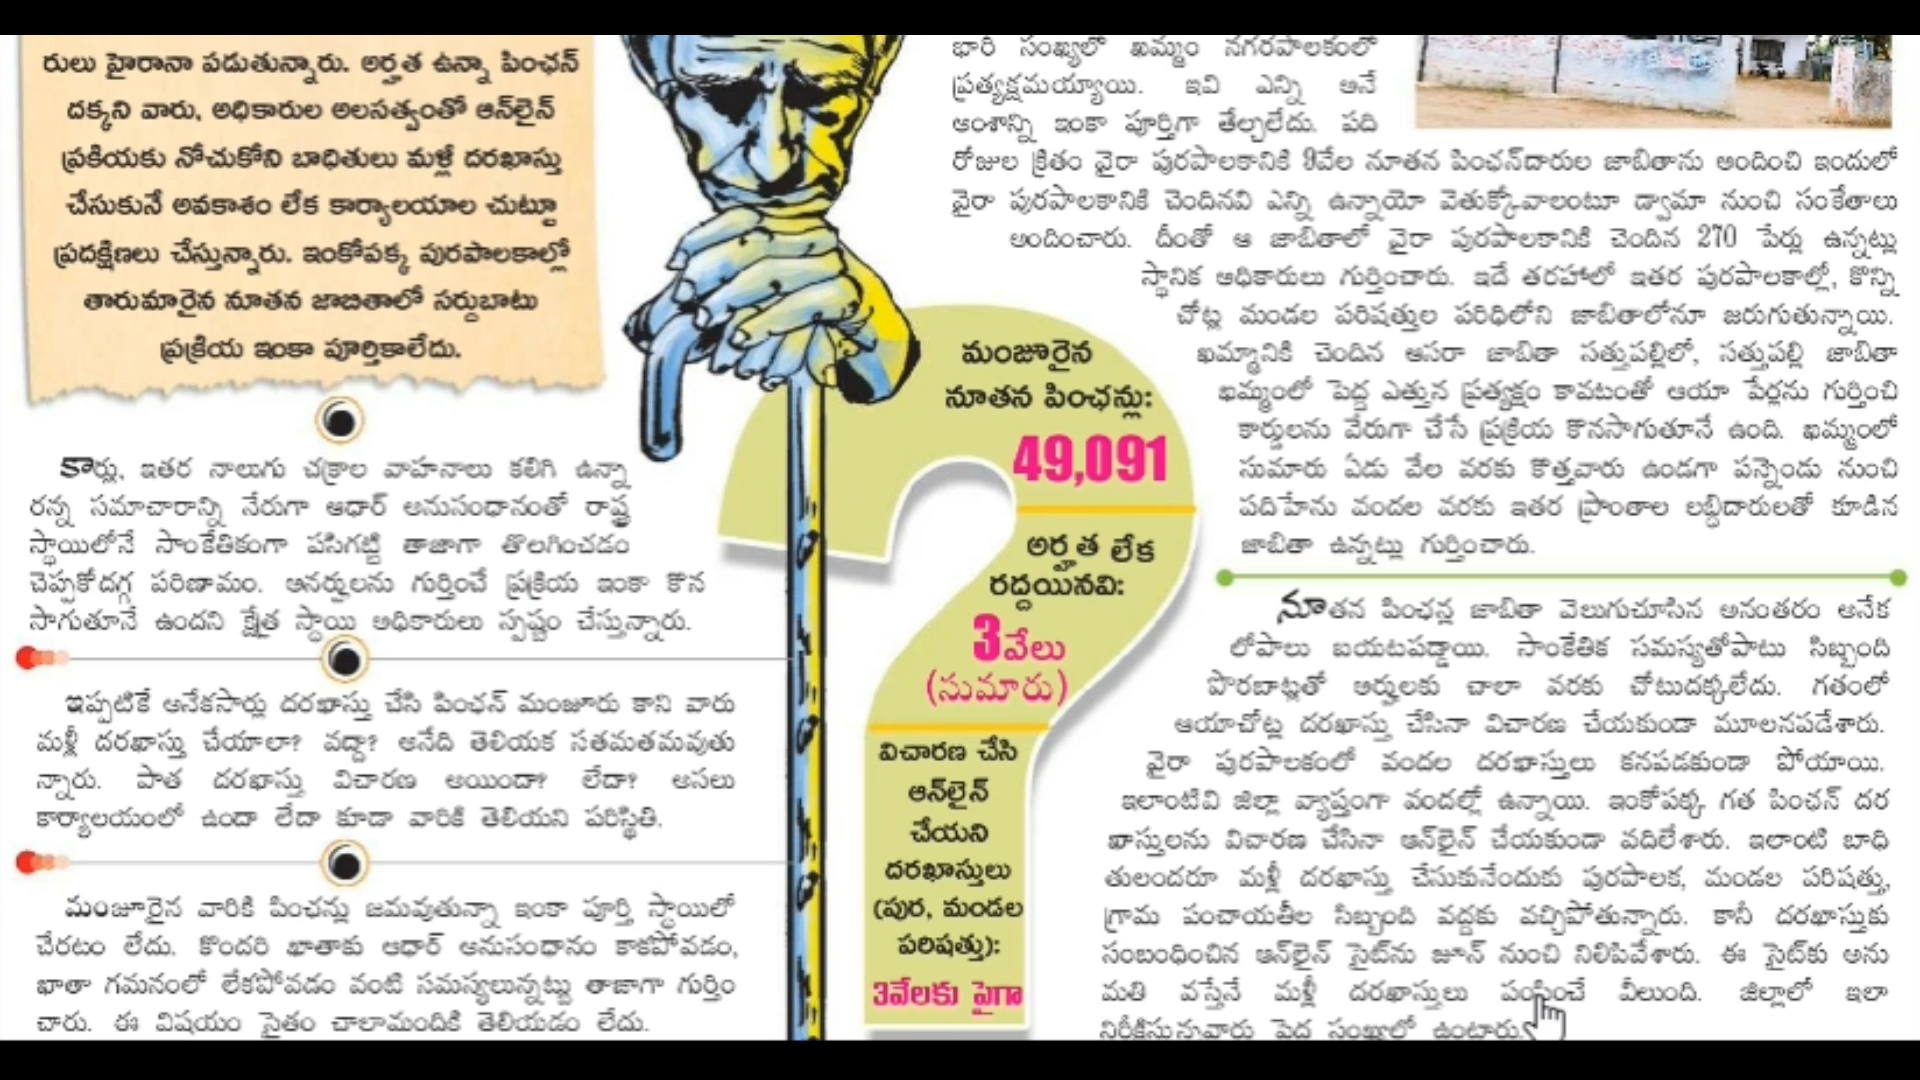 రులు హైరానా పడుతున్నారు. అర్హత ఉన్నా పింఛన్
దక్కని వారు, అధికారుల అలసత్వంతో ఆన్‌లైన్
ప్రకియకు నోచుకోని బాధితులు మళ్లీ దరఖాస్తు
చేసుకునే అవకాశం లేక కార్యాలయాల చుట్టూ
ప్రదక్షిణలు చేస్తున్నారు. ఇంకోపక్క పురపాలకాల్లో
తారుమారైన నూతన జాబితాలో సర్దుబాటు
ప్రక్రియ ఇంకా పూర్తికాలేదు.
కార్లు, ఇతర నాలుగు చక్రాల వాహనాలు కలిగి ఉన్నా
రన్న సమాచారాన్ని నేరుగా ఆధార్ అనుసంధానంతో రాష్ట్ర
స్థాయిలోనే సాంకేతికంగా పసిగట్టి తాజాగా తొలగించడం
చెప్పకోదగ్గ పరిణామం. అనర్హులను గుర్తించే ప్రక్రియ ఇంకా కొన
సాగుతూనే ఉందని క్షేత్ర స్థాయి అధికారులు స్పష్టం చేస్తున్నారు.
ఇప్పటికే అనేకసార్లు దరఖాస్తు చేసి పింఛన్ మంజూరు కాని వారు
మళ్లీ దరఖాస్తు చేయాలా? వద్దా? అనేది తెలియక సతమతమవుతు
న్నారు. పాత దరఖాస్తు విచారణ అయిందా? లేదా? అసలు
కార్యాలయంలో ఉందా లేదా కూడా వారికి తెలియని పరిస్థితి.
మంజూరైన వారికి పింఛన్లు జమవుతున్నా ఇంకా పూర్తి స్థాయిలో
చేరటం లేదు. కొందరి ఖాతాకు ఆధార్ అనుసంధానం కాకపోవడం,
ఖాతా గమనంలో లేకపోవడం వంటి సమస్యలున్నట్టు తాజాగా గుర్తిం
చారు. ఈ విషయం సైతం చాలామందికి తెలియడం లేదు.
మంజూరైన
నూతన పింఛన్లు:
49,091
అర్హత లేక
రద్దయినవి:
3వేలు
(సుమారు)
విచారణ చేసి
ఆన్‌లైన్
చేయని
దరఖాస్తులు
(పుర, మండల
పరిషత్తు):
3వేలకు పైగా
భారీ సంఖ్యలో ఖమ్మం నగరపాలకంలో
ప్రత్యక్షమయ్యాయి. ఇవి ఎన్ని అనే
అంశాన్ని ఇంకా పూర్తిగా తేల్చలేదు. పది
రోజుల క్రితం వైరా పురపాలకానికి 9వేల నూతన పింఛన్‌దారుల జాబితాను అందించి ఇందులో
వైరా పురపాలకానికి చెందినవి ఎన్ని ఉన్నాయో వెతుక్కోవాలంటూ డ్వామా నుంచి సంకేతాలు
అందించారు. దీంతో ఆ జాబితాలో వైరా పురపాలకానికి చెందిన 270 పేర్లు ఉన్నట్లు
స్థానిక ఆధికారులు గుర్తించారు. ఇదే తరహాలో ఇతర పురపాలకాల్లో, కొన్ని
చోట్ల మండల పరిషత్తుల పరిధిలోని జాబితాలోనూ జరుగుతున్నాయి.
ఖమ్మానికి చెందిన ఆసరా జాబితా సత్తుపల్లిలో, సత్తుపల్లి జాబితా
ఖమ్మంలో పెద్ద ఎత్తున ప్రత్యక్షం కావటంతో ఆయా పేర్లను గుర్తించి
కార్డులను వేరుగా చేసే ప్రక్రియ కొనసాగుతూనే ఉంది. ఖమ్మంలో
సుమారు ఏడు వేల వరకు కొత్తవారు ఉండగా పన్నెండు నుంచి
పదిహేను వందల వరకు ఇతర ప్రాంతాల లబ్ధిదారులతో కూడిన
జాబితా ఉన్నట్లు గుర్తించారు.
నూతన పింఛన్ల జాబితా వెలుగుచూసిన అనంతరం అనేక
లోపాలు బయటపడ్డాయి. సాంకేతిక సమస్యతోపాటు సిబ్బంది
పొరబాట్లతో అర్హులకు చాలా వరకు చోటుదక్కలేదు. గతంలో
ఆయాచోట్ల దరఖాస్తు చేసినా విచారణ చేయకుండా మూలనపడేశారు.
వైరా పురపాలకంలో వందల దరఖాస్తులు కనపడకుండా పోయాయి.
ఇలాంటివి జిల్లా వ్యాప్తంగా వందల్లో ఉన్నాయి. ఇంకోపక్క గత పింఛన్ దర
ఖాస్తులను విచారణ చేసినా ఆన్‌లైన్ చేయకుండా వదిలేశారు. ఇలాంటి బాధి
తులందరూ మళ్లీ దరఖాస్తు చేసుకునేందుకు పురపాలక, మండల పరిషత్తు,
గ్రామ పంచాయతీల సిబ్బంది వద్దకు వచ్చిపోతున్నారు. కానీ దరఖాస్తుకు
సంబంధించిన ఆన్‌లైన్ సైట్‌ను జూన్ నుంచి నిలిపివేశారు. ఈ సైట్‌కు అను
మతి వస్తేనే మళ్లీ దరఖాస్తులు పంపించే వీలుంది. జిల్లాలో ఇలా
నిరీక్షిస్తున్నవారు పెద్ద సంఖ్యలో ఉంటారు.